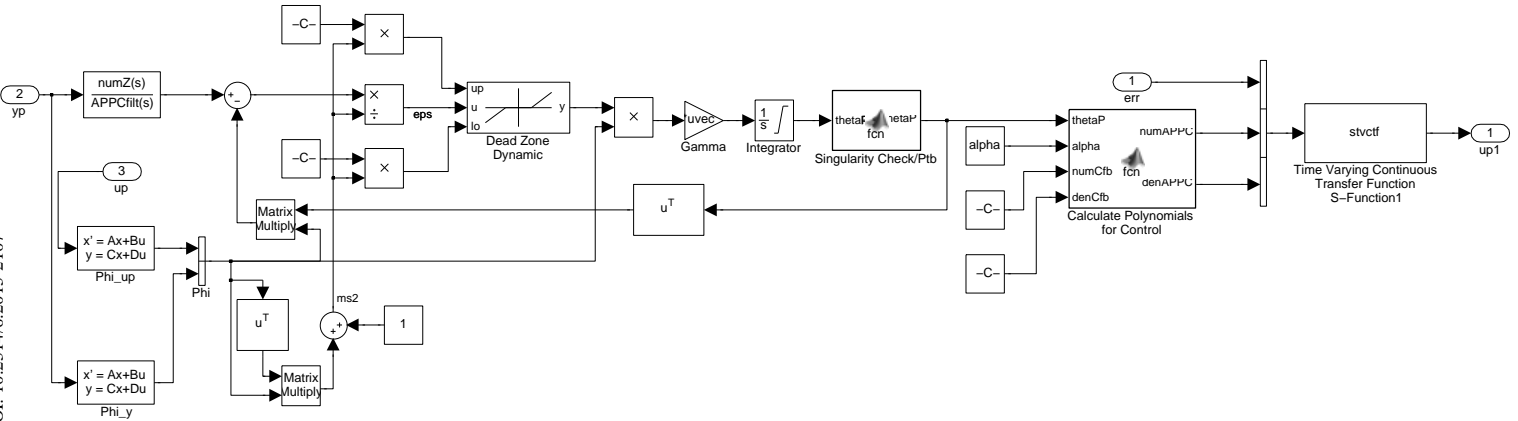 -C-
×
numZ(s)
APPCfilt(s)
2
yp
+
−
×
÷
eps
up
u
lo
y
Dead Zone
Dynamic
×
'uvec
Gamma
1
s
Integrator
fcn
Singularity Check/Ptb
1
err
thetaP
alpha
numCfb
denCfb
numAPPC
denAPPC
fcn
Calculate Polynomials
for Control
alpha
-C-
-C-
stvctf
Time Varying Continuous
Transfer Function
S-Function1
1
up1
-C-
×
3
up
Matrix
Multiply
uT
x' = Ax+Bu
y = Cx+Du
Phi_up
Phi
uT
ms2
+
+
1
x' = Ax+Bu
y = Cx+Du
Phi_y
Matrix
Multiply